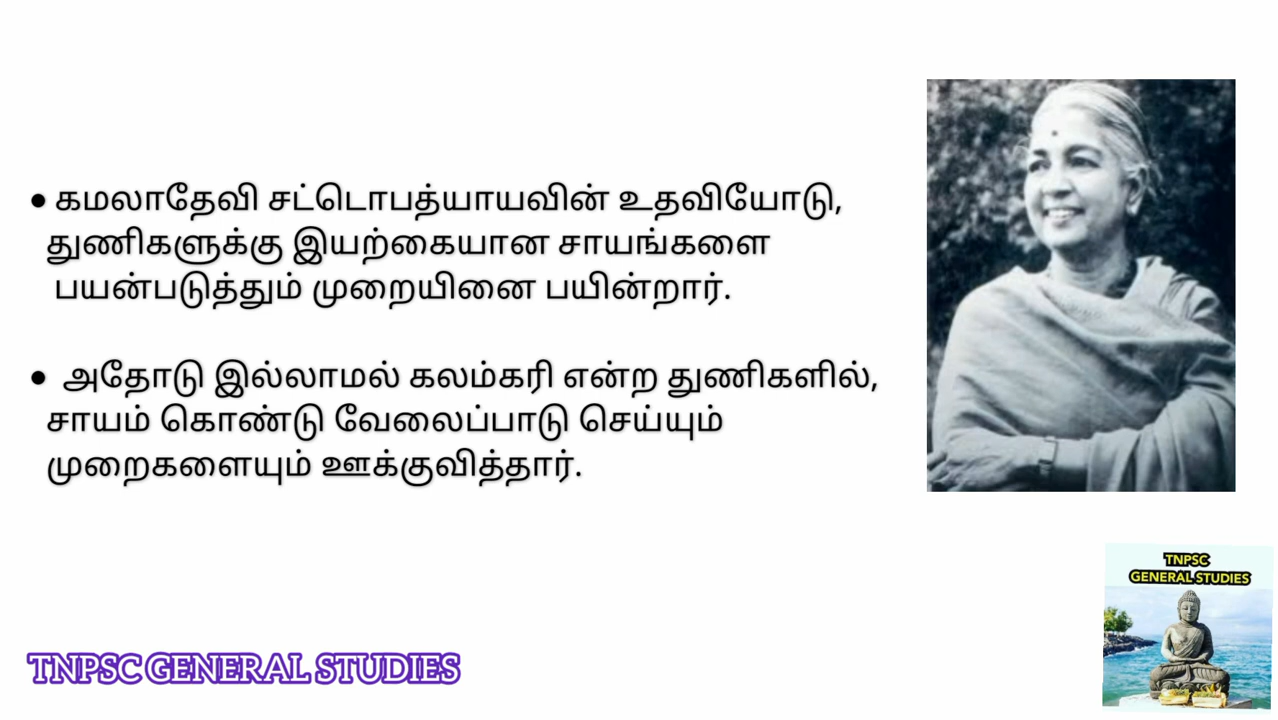 • கமலாதேவி சட்டொபத்யாயவின் உதவியோடு,
துணிகளுக்கு இயற்கையான சாயங்களை
பயன்படுத்தும் முறையினை பயின்றார்.
• அதோடு இல்லாமல் கலம்கரி என்ற துணிகளில்,
சாயம் கொண்டு வேலைப்பாடு செய்யும்
முறைகளையும் ஊக்குவித்தார்.
TNPSC
GENERAL STUDIES
TNPSC GENERAL STUDIES